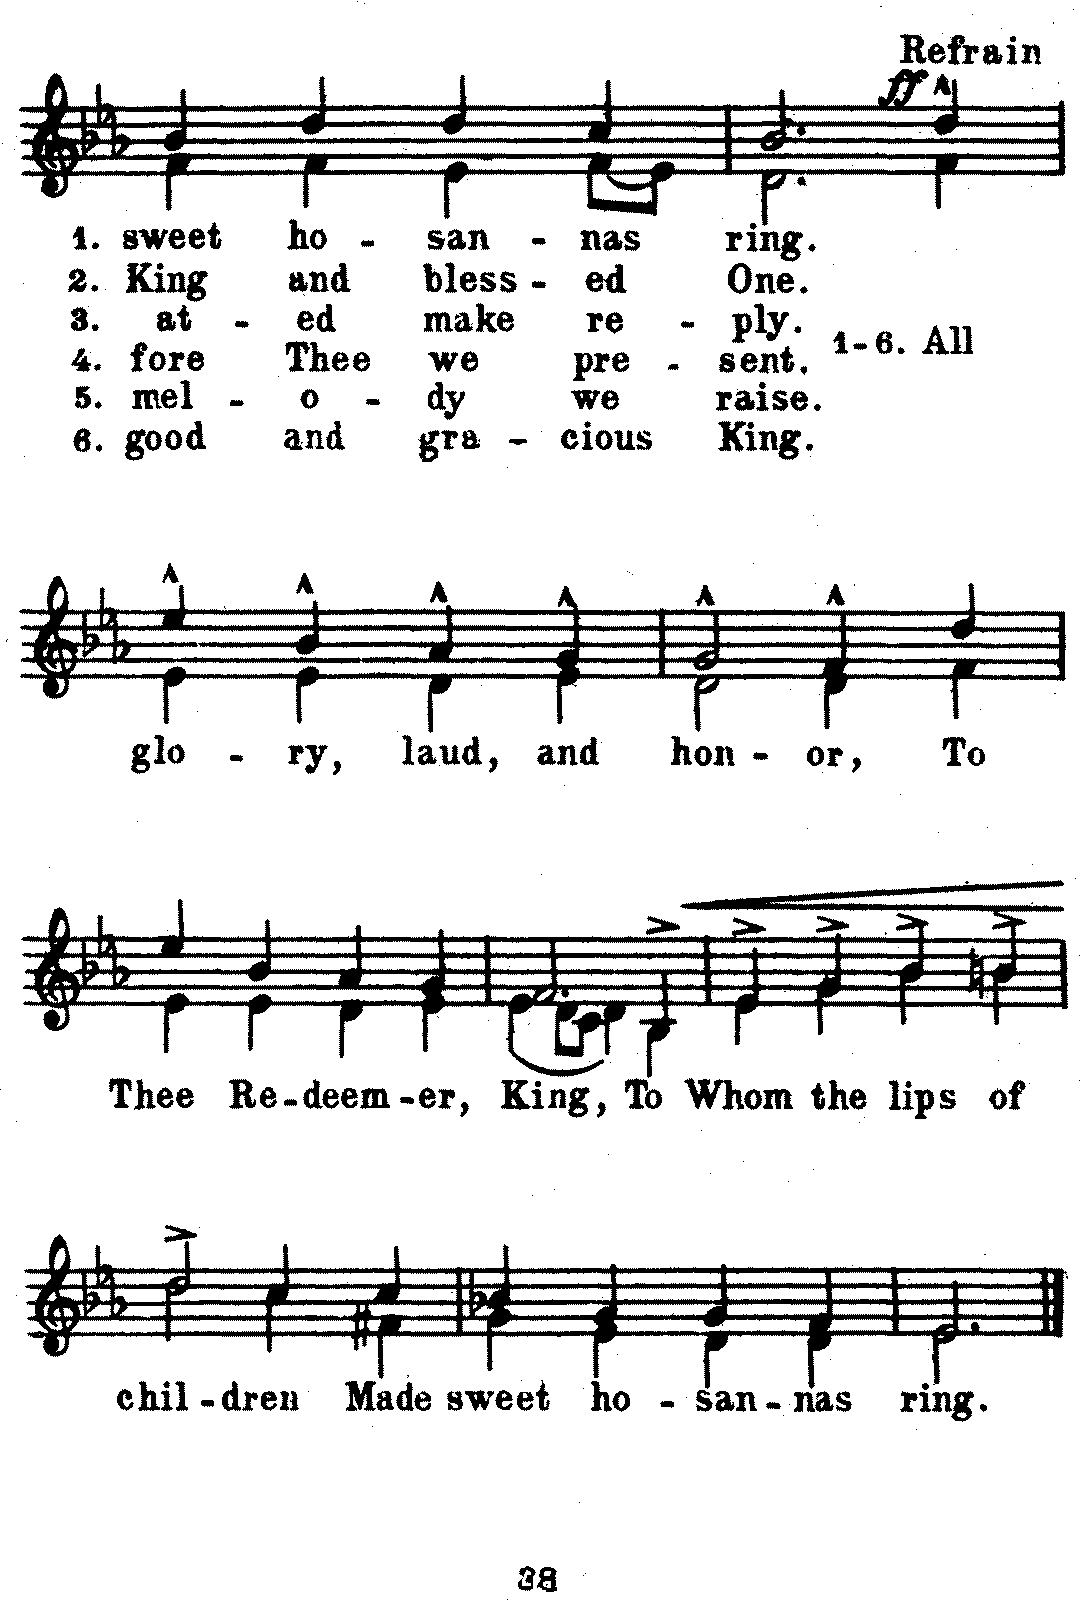 Refrain
ff
1. sweet ho - san - nas ring.
2. King and bless - ed One.
3. at - ed make re - ply.
1-6. All
4. fore Thee we pre - sent.
5. mel - o - dy we raise.
6. good and gra - cious King.
glo - ry, laud, and hon - or, To
Thee Re-deem-er, King, To Whom the lips of
chil-dren Made sweet ho - san-nas ring.
38